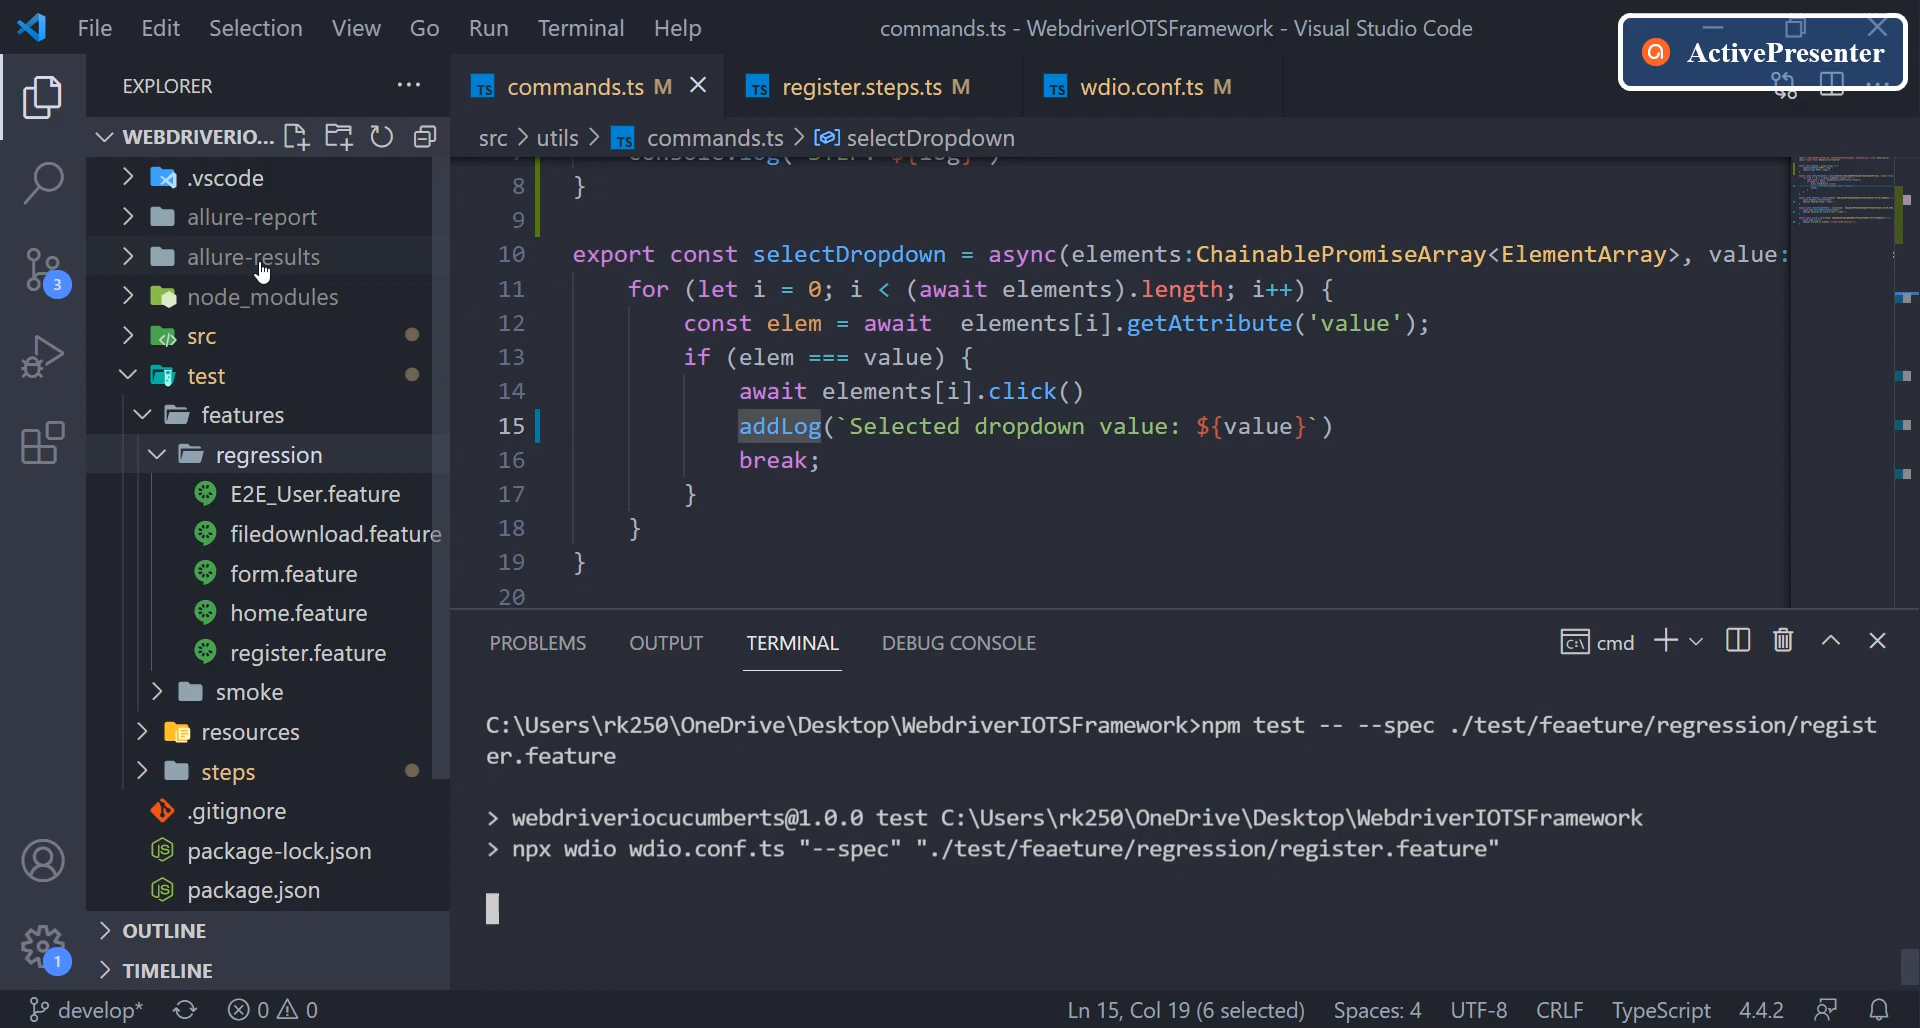 File Edit Selection View Go Run Terminal Help
commands.ts - WebdriverIOTSFramework - Visual Studio Code
ActivePresenter
EXPLORER
commands.ts M
register.steps.ts M
wdio.conf.ts M
WEBDRIVERIO...
src > utils > commands.ts > selectDropdown
.vscode
allure-report
allure-results
node_modules
src
test
features
regression
E2E_User.feature
filedownload.feature
form.feature
home.feature
register.feature
smoke
resources
steps
.gitignore
package-lock.json
package.json
OUTLINE
TIMELINE
3
1
8 }
9
10 export const selectDropdown = async(elements:ChainablePromiseArray<ElementArray>, value:
11 for (let i = 0; i < (await elements).length; i++) {
12 const elem = await elements[i].getAttribute('value');
13 if (elem === value) {
14 await elements[i].click()
15 addLog(`Selected dropdown value: ${value}`)
16 break;
17 }
18 }
19 }
20
PROBLEMS OUTPUT TERMINAL DEBUG CONSOLE
cmd
C:\Users\rk250\OneDrive\Desktop\WebdriverIOTSFramework>npm test -- --spec ./test/feaeture/regression/regist
er.feature
> webdriveriocucumberts@1.0.0 test C:\Users\rk250\OneDrive\Desktop\WebdriverIOTSFramework
> npx wdio wdio.conf.ts "--spec" "./test/feaeture/regression/register.feature"
develop* 0 0
Ln 15, Col 19 (6 selected) Spaces: 4 UTF-8 CRLF TypeScript 4.4.2